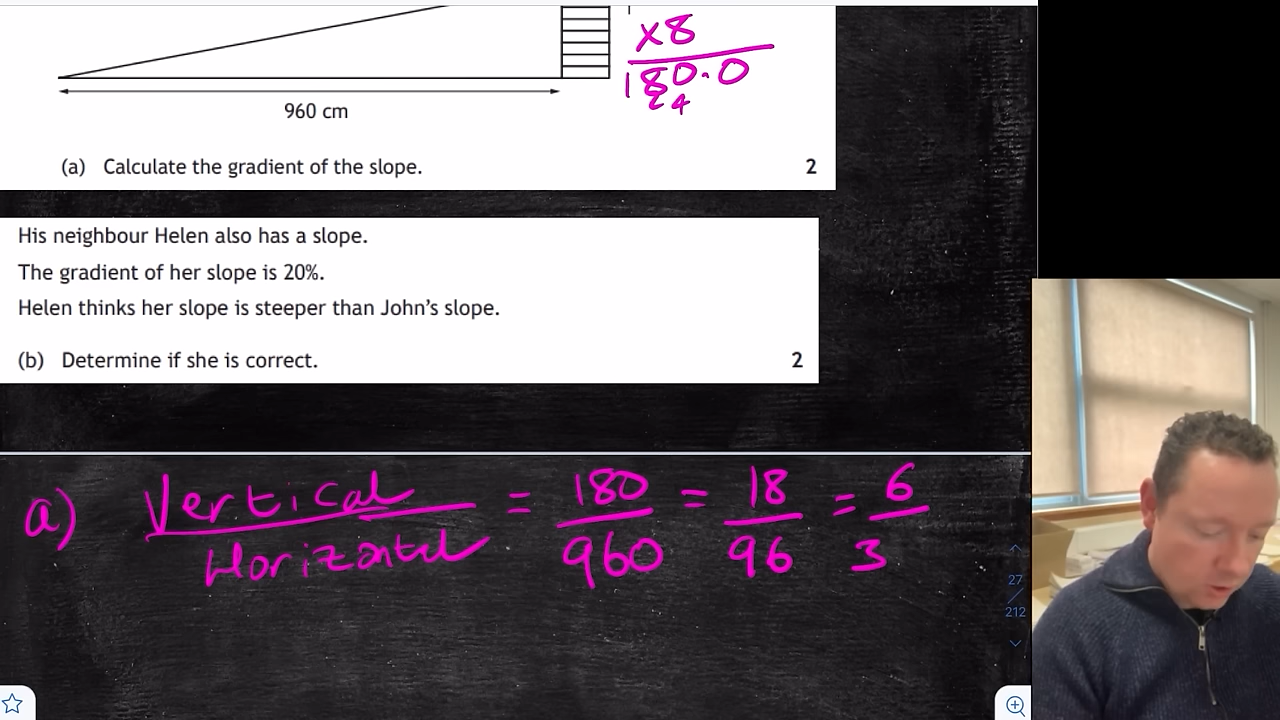 x8
180.0
2 4
960 cm
(a) Calculate the gradient of the slope. 2
His neighbour Helen also has a slope.
The gradient of her slope is 20%.
Helen thinks her slope is steeper than John's slope.
(b) Determine if she is correct. 2
a) Vertical / Horizontal = 180 / 960 = 18 / 96 = 6 / 3
27
/
212